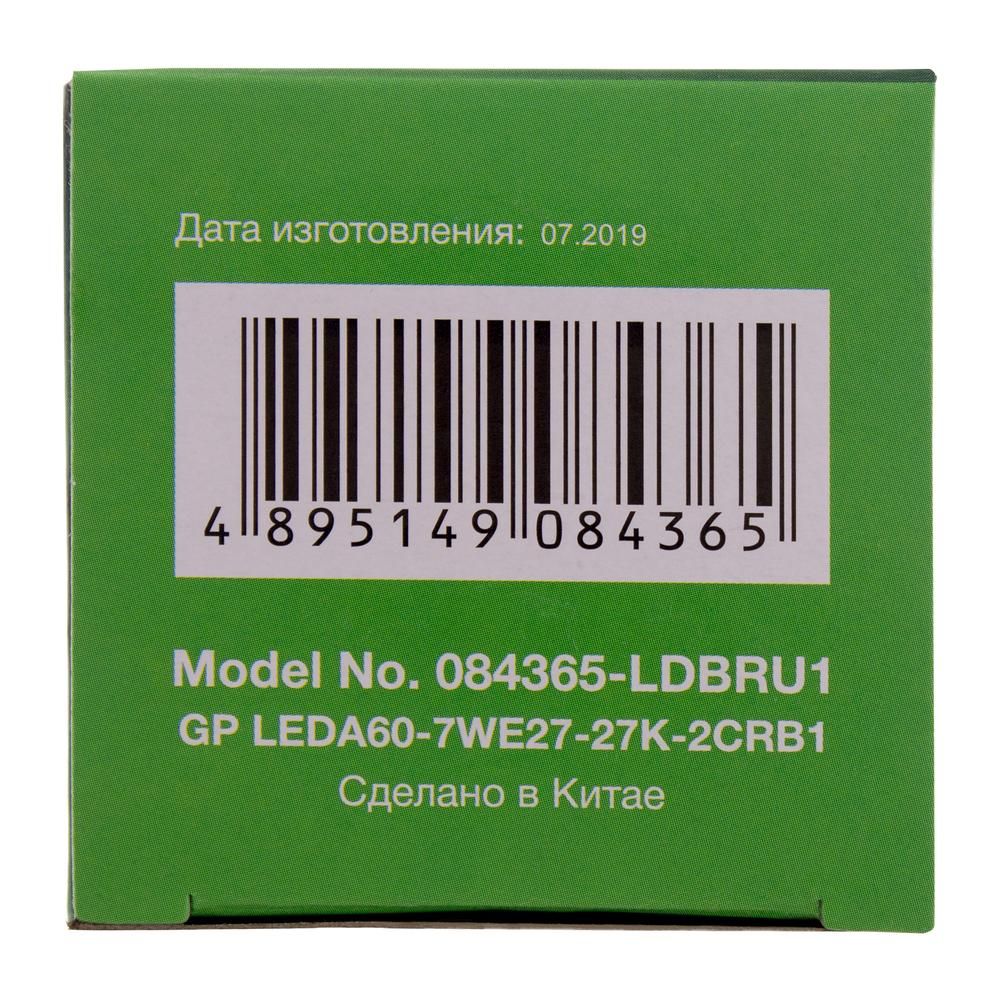 Дата изготовления: 07.2019
4 895149 084365
Model No. 084365-LDBRU1
GP LEDA60-7WE27-27K-2CRB1
Сделано в Китае